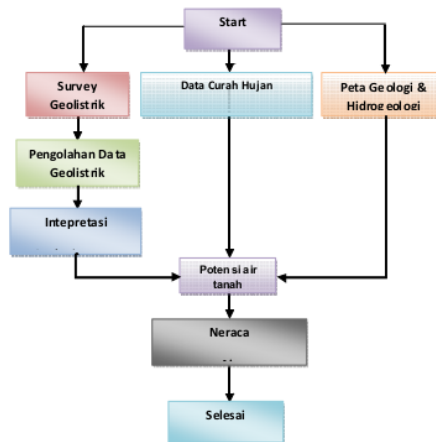 Start
Survey
Geolistrik
Data Curah Hujan
Peta Geologi &
Hidrogeologi
Pengolahan Data
Geolistrik
Intepretasi
Potensi air
tanah
Neraca
Selesai